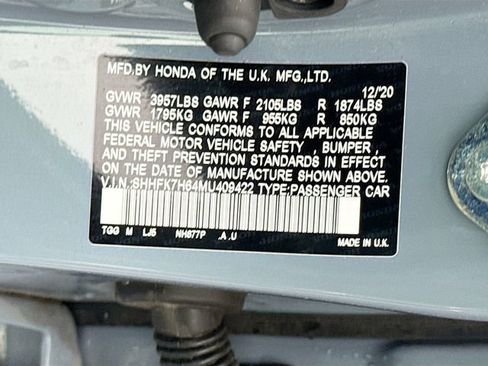 MFD.BY HONDA OF THE U.K. MFG.,LTD.
12/'20
GVWR 3957LBS GAWR F 2105LBS R 1874LBS
GVWR 1795KG GAWR F 955KG R 850KG
THIS VEHICLE CONFORMS TO ALL APPLICABLE
FEDERAL MOTOR VEHICLE SAFETY , BUMPER ,
AND THEFT PREVENTION STANDARDS IN EFFECT
ON THE DATE OF MANUFACTURE SHOWN ABOVE.
V.I.N.:SHHFK7H64MU409422 TYPE:PASSENGER CAR
TGG M LJ5 NH877P .A .U
MADE IN U.K.